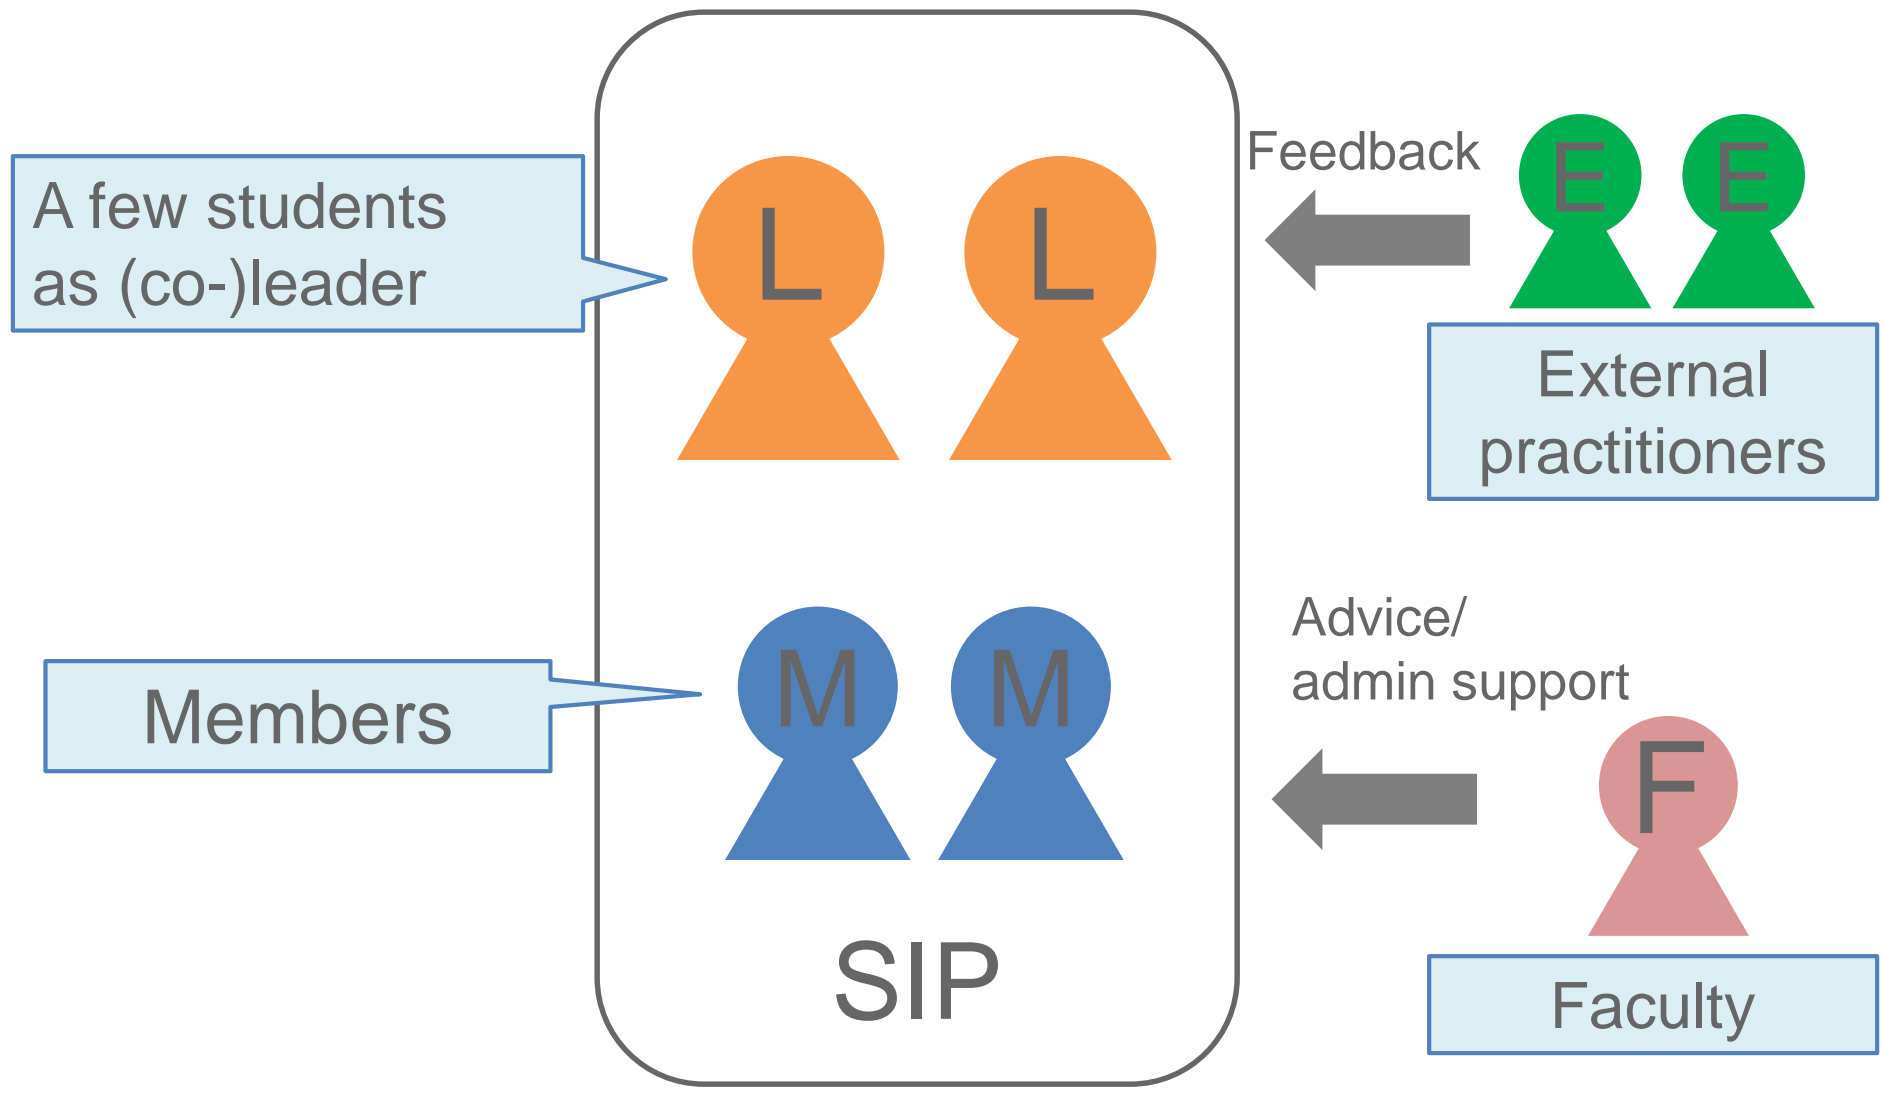 A few students
as (co-)leader
L
L
Feedback
E
E
External
practitioners
Members
M
M
Advice/
admin support
F
Faculty
SIP